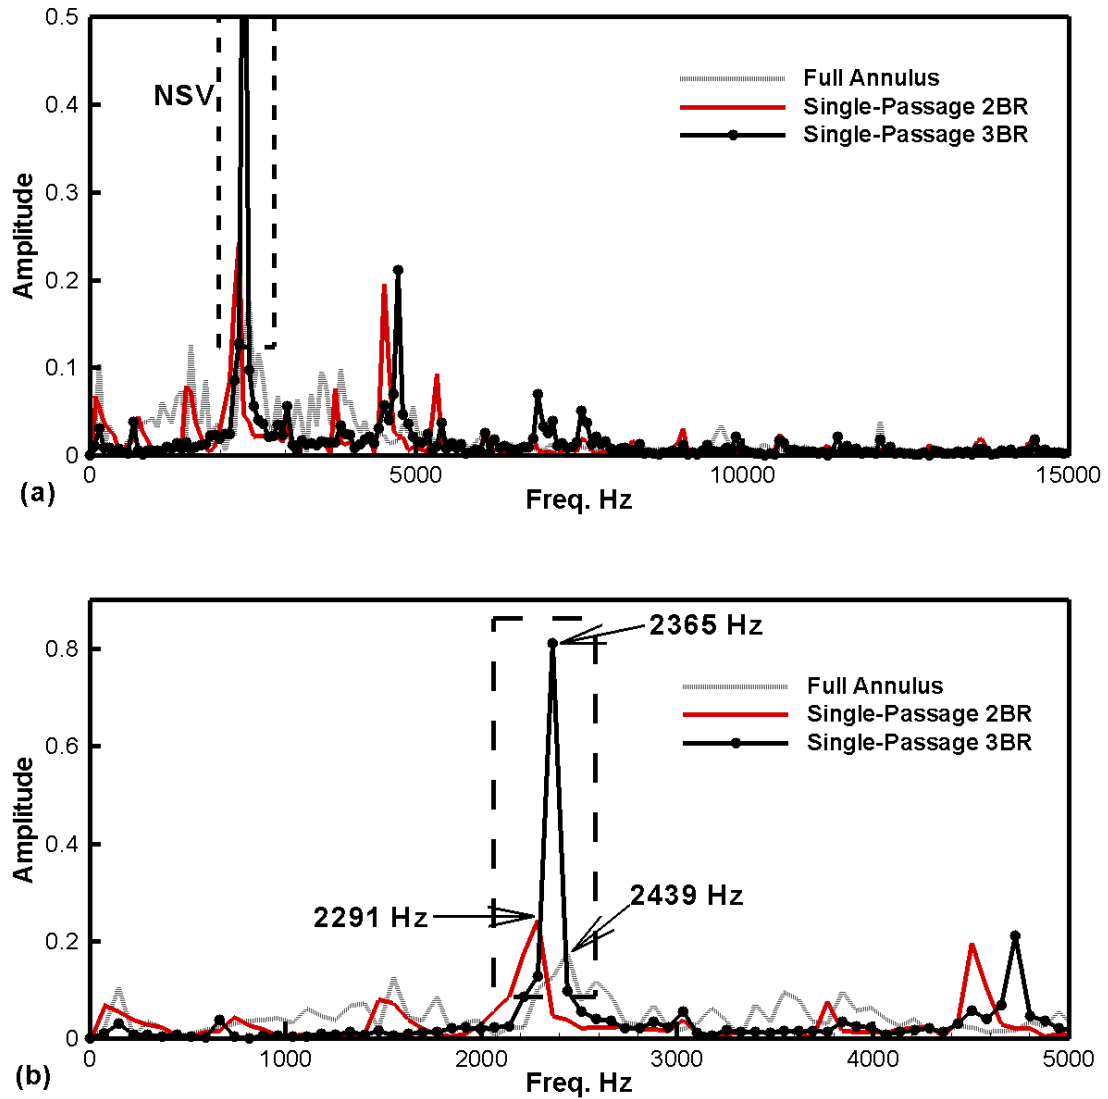 0.5
NSV
Full Annulus
Single-Passage 2BR
Single-Passage 3BR
0.4
0.3
Amplitude
0.2
0.1
0
0 5000 10000 15000
(a)
Freq. Hz
2365 Hz
0.8
Full Annulus
Single-Passage 2BR
Single-Passage 3BR
0.6
Amplitude
0.4
2439 Hz
2291 Hz
0.2
0
0 1000 2000 3000 4000 5000
(b)
Freq. Hz